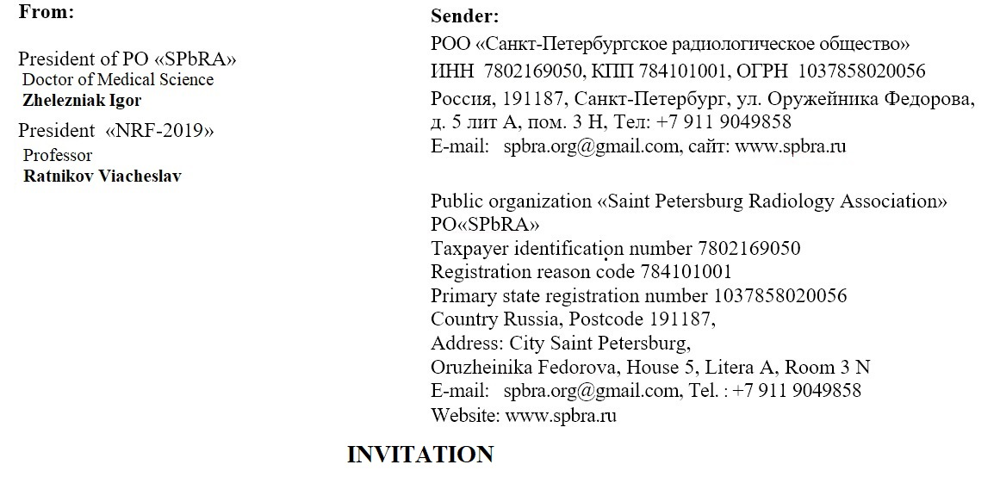 From:
President of PO «SPbRA»
Doctor of Medical Science
Zhelezniak Igor
President «NRF-2019»
Professor
Ratnikov Viacheslav
Sender:
РОО «Санкт-Петербургское радиологическое общество»
ИНН 7802169050, КПП 784101001, ОГРН 1037858020056
Россия, 191187, Санкт-Петербург, ул. Оружейника Федорова,
д. 5 лит А, пом. 3 Н, Тел: +7 911 9049858
E-mail: spbra.org@gmail.com, сайт: www.spbra.ru
Public organization «Saint Petersburg Radiology Association»
PO«SPbRA»
Taxpayer identification number 7802169050
Registration reason code 784101001
Primary state registration number 1037858020056
Country Russia, Postcode 191187,
Address: City Saint Petersburg,
Oruzheinika Fedorova, House 5, Litera A, Room 3 N
E-mail: spbra.org@gmail.com, Tel. : +7 911 9049858
Website: www.spbra.ru
INVITATION